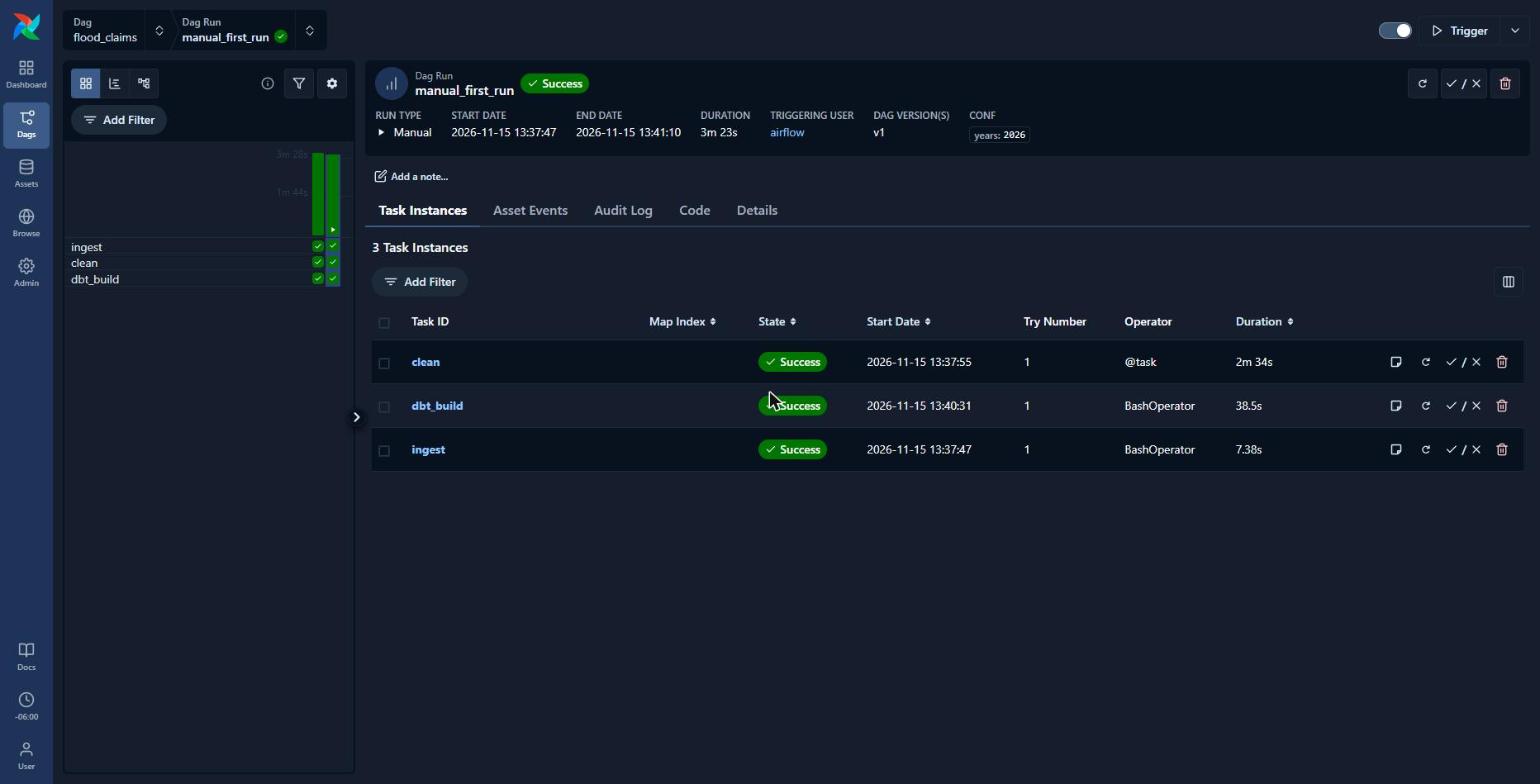 Dag
flood_claims
Dag Run
manual_first_run
Trigger
Dashboard
Dags
Assets
Browse
Admin
Docs
-06:00
User
Add Filter
3m 28s
1m 44s
ingest
clean
dbt_build
Dag Run
manual_first_run Success
RUN TYPE START DATE END DATE DURATION TRIGGERING USER DAG VERSION(S) CONF
Manual 2026-11-15 13:37:47 2026-11-15 13:41:10 3m 23s airflow v1 years: 2026
Add a note...
Task Instances Asset Events Audit Log Code Details
3 Task Instances
Add Filter
Task ID Map Index State Start Date Try Number Operator Duration
clean Success 2026-11-15 13:37:55 1 @task 2m 34s
dbt_build Success 2026-11-15 13:40:31 1 BashOperator 38.5s
ingest Success 2026-11-15 13:37:47 1 BashOperator 7.38s